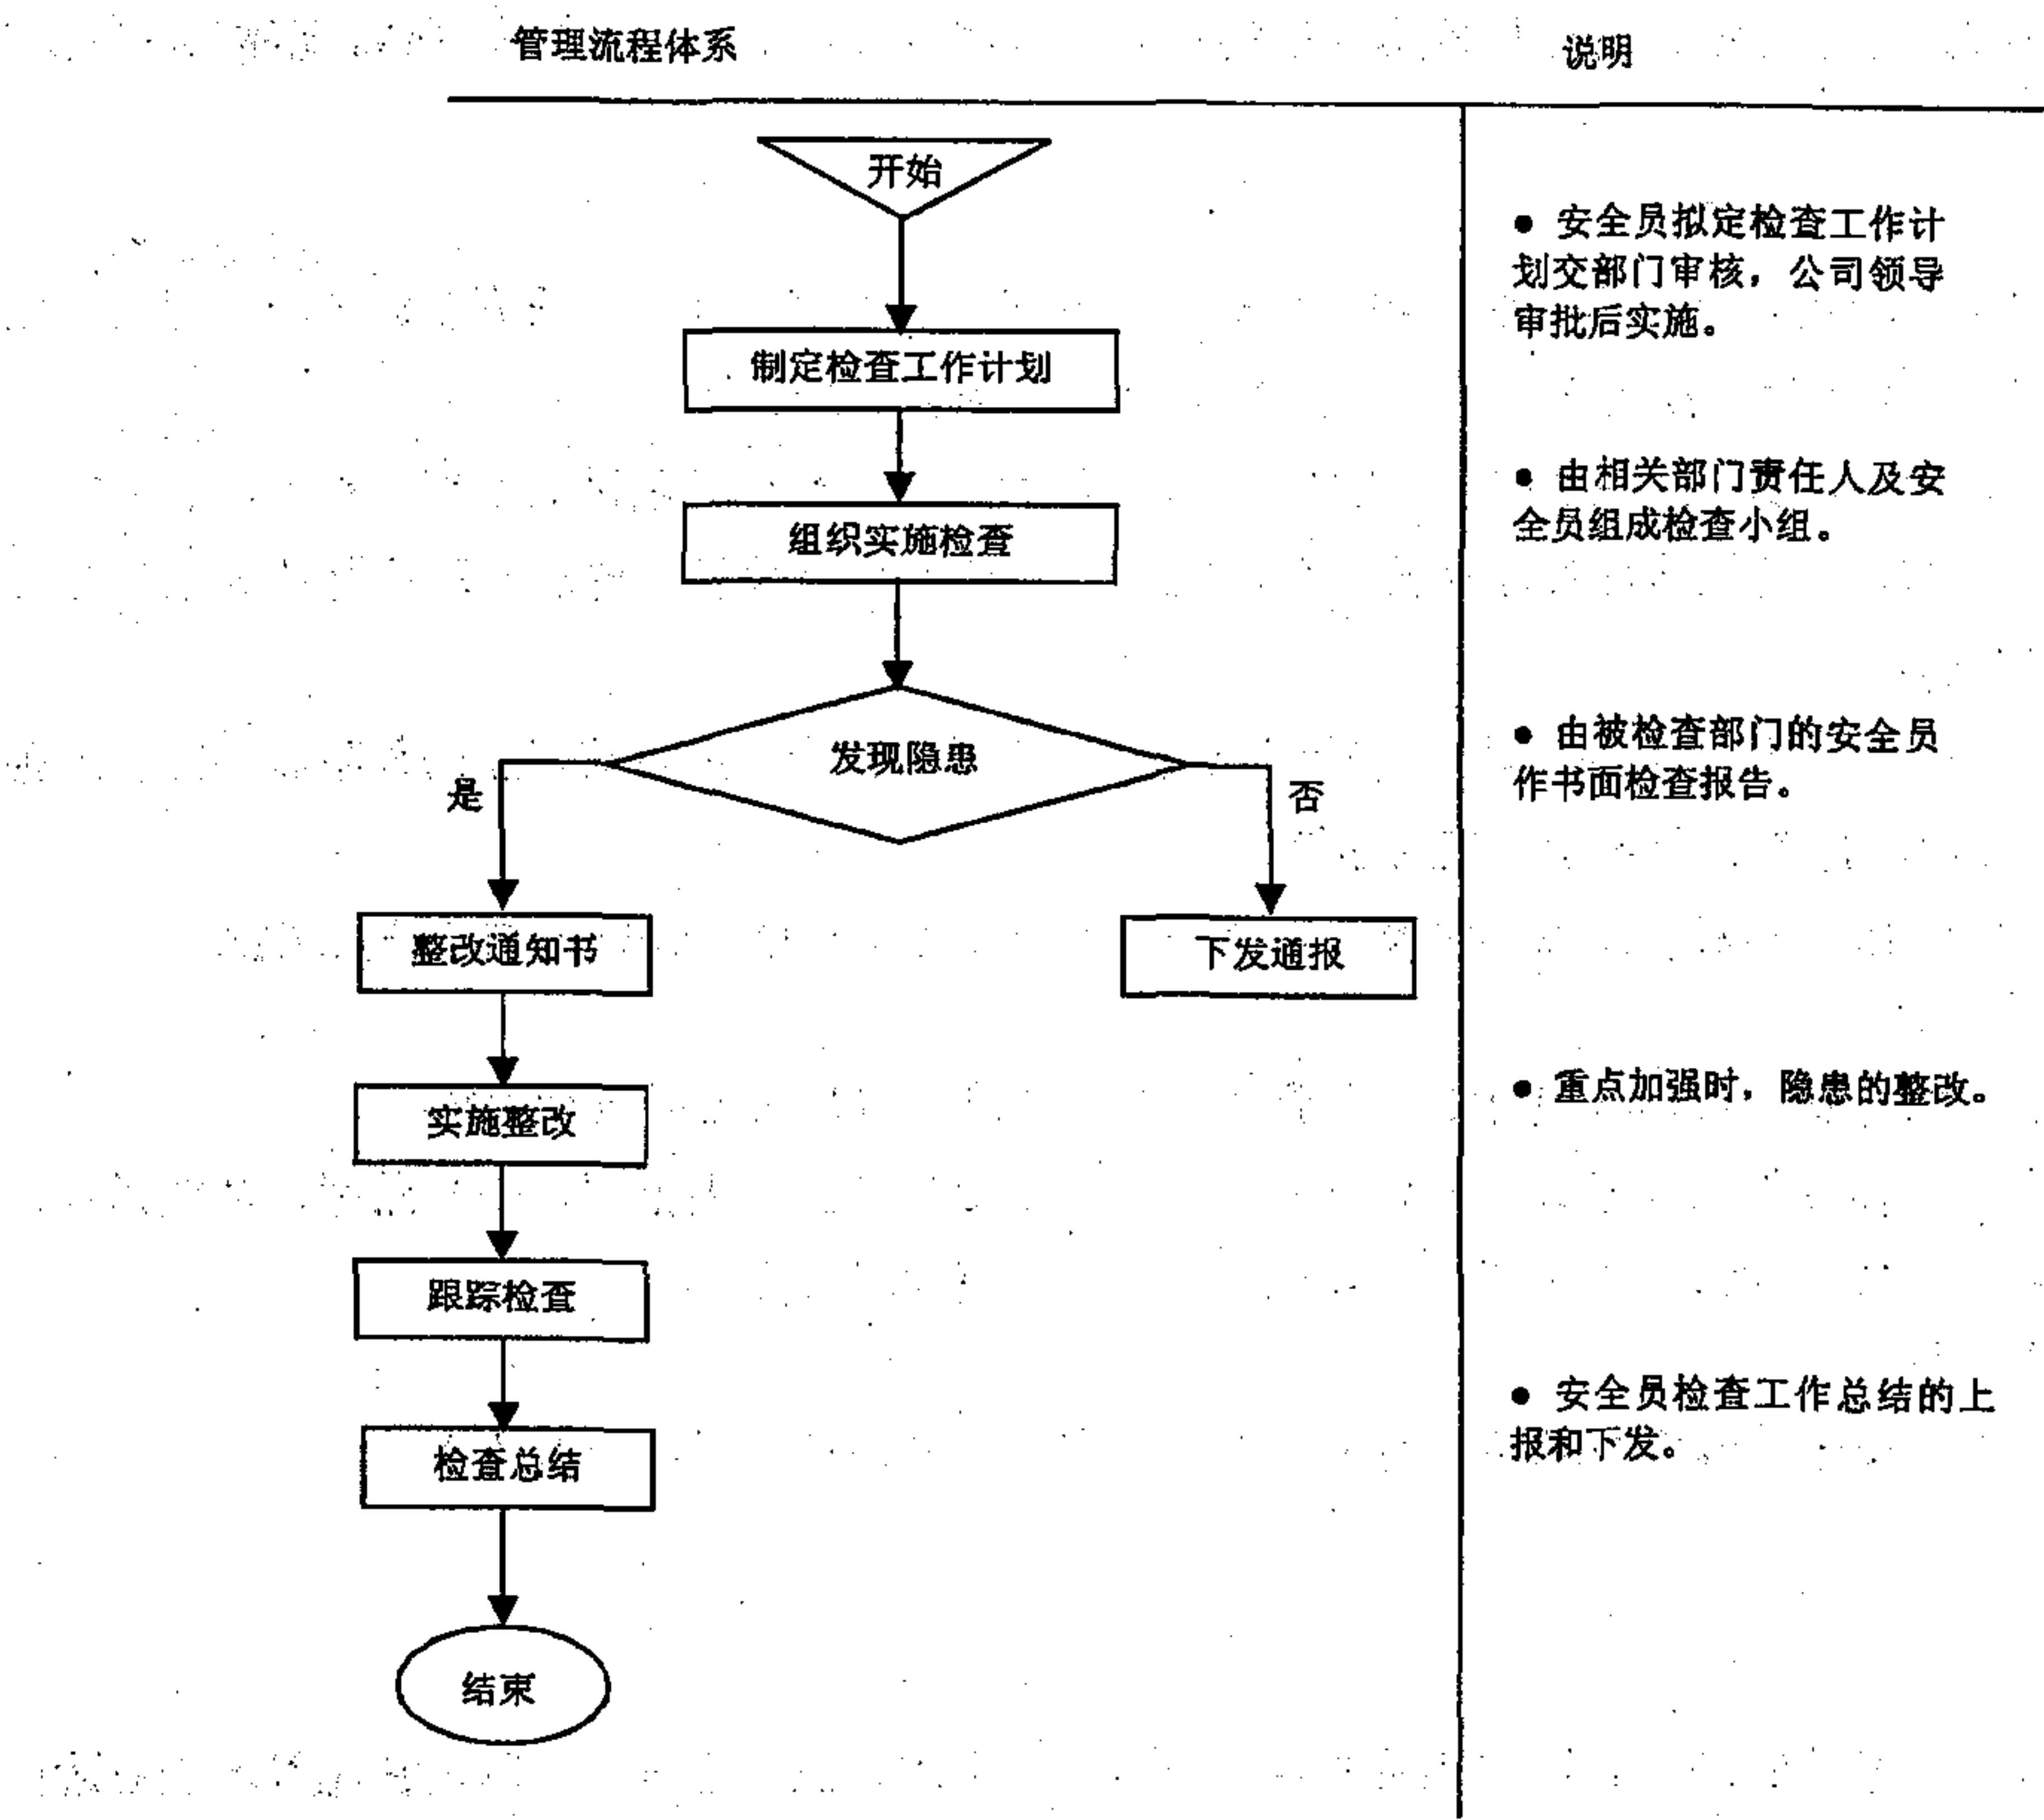 管理流程体系
说明
开始
制定检查工作计划
组织实施检查
发现隐患
是
否
整改通知书
下发通报
实施整改
跟踪检查
检查总结
结束
● 安全员拟定检查工作计
划交部门审核，公司领导
审批后实施。
● 由相关部门责任人及安
全员组成检查小组。
● 由被检查部门的安全员
作书面检查报告。
● 重点加强时，隐患的整改。
● 安全员检查工作总结的上
报和下发。